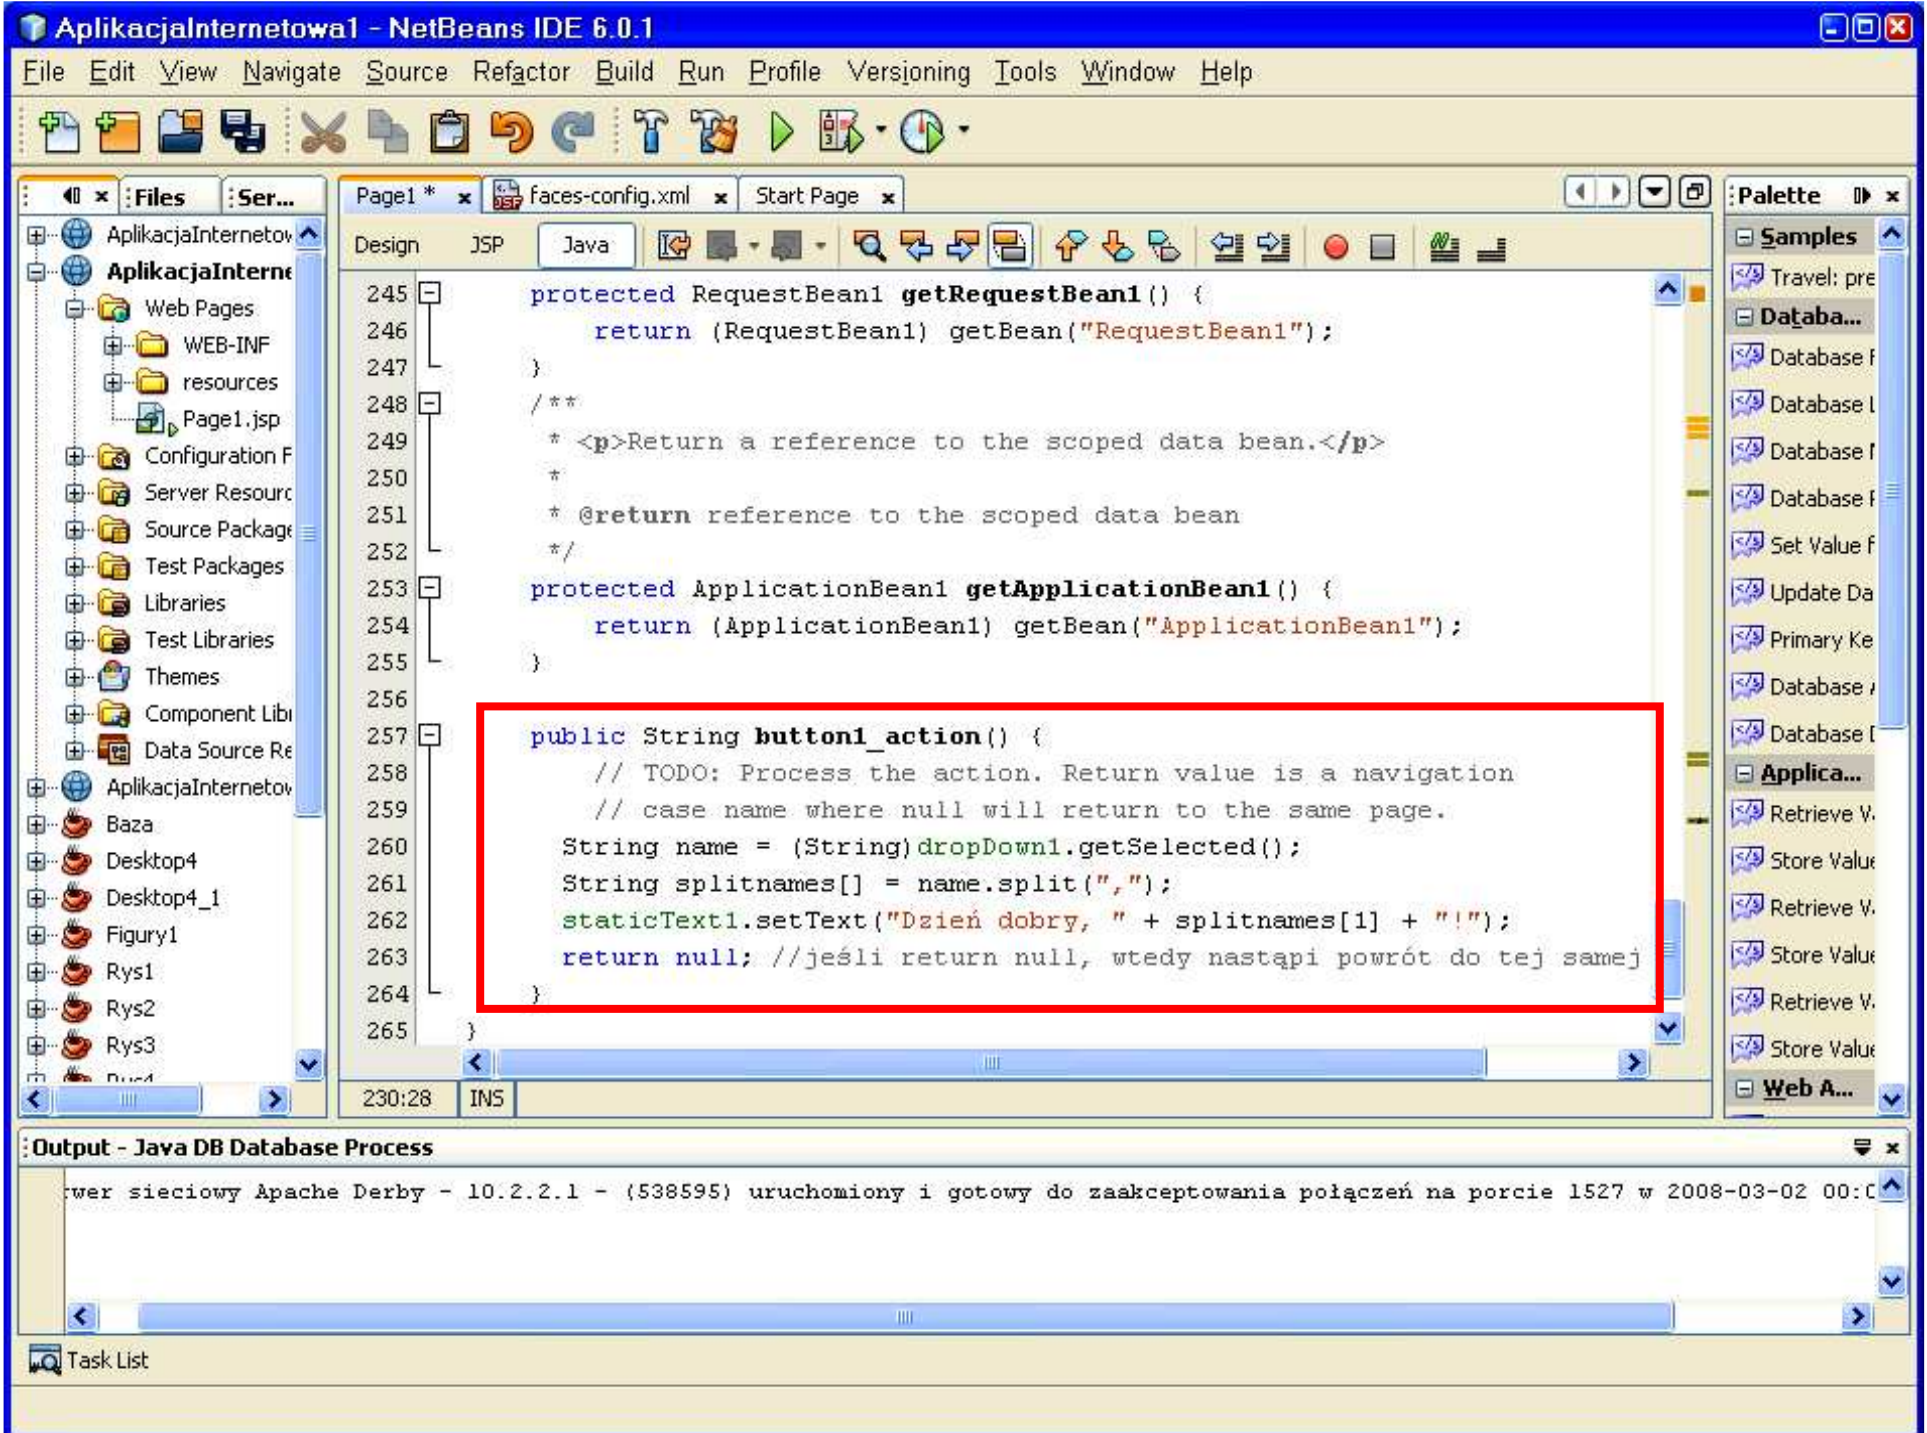 AplikacjaInternetowa1 - NetBeans IDE 6.0.1
File Edit View Navigate Source Refactor Build Run Profile Versioning Tools Window Help
Files Ser...
AplikacjaInternetow
AplikacjaInterne
Web Pages
WEB-INF
resources
Page1.jsp
Configuration F
Server Resourc
Source Package
Test Packages
Libraries
Test Libraries
Themes
Component Libr
Data Source Re
AplikacjaInternetow
Baza
Desktop4
Desktop4_1
Figury1
Rys1
Rys2
Rys3
Rys4
Page1 * faces-config.xml Start Page
Design JSP Java
245 protected RequestBean1 getRequestBean1() {
246 return (RequestBean1) getBean("RequestBean1");
247 }
248 /**
249 * <p>Return a reference to the scoped data bean.</p>
250 *
251 * @return reference to the scoped data bean
252 */
253 protected ApplicationBean1 getApplicationBean1() {
254 return (ApplicationBean1) getBean("ApplicationBean1");
255 }
256
257 public String button1_action() {
258 // TODO: Process the action. Return value is a navigation
259 // case name where null will return to the same page.
260 String name = (String)dropDown1.getSelected();
261 String splitnames[] = name.split(",");
262 staticText1.setText("Dzień dobry, " + splitnames[1] + "!");
263 return null; //jeśli return null, wtedy nastąpi powrót do tej samej
264 }
265 }
230:28 INS
Palette
Samples
Travel: pre
Databa...
Database F
Database L
Database
Database
Set Value f
Update Da
Primary Ke
Database A
Database D
Applica...
Retrieve V
Store Value
Retrieve V
Store Value
Retrieve V
Store Value
Web A...
Output - Java DB Database Process
wer sieciowy Apache Derby - 10.2.2.1 - (538595) uruchomiony i gotowy do zaakceptowania połączeń na porcie 1527 w 2008-03-02 00:0
Task List